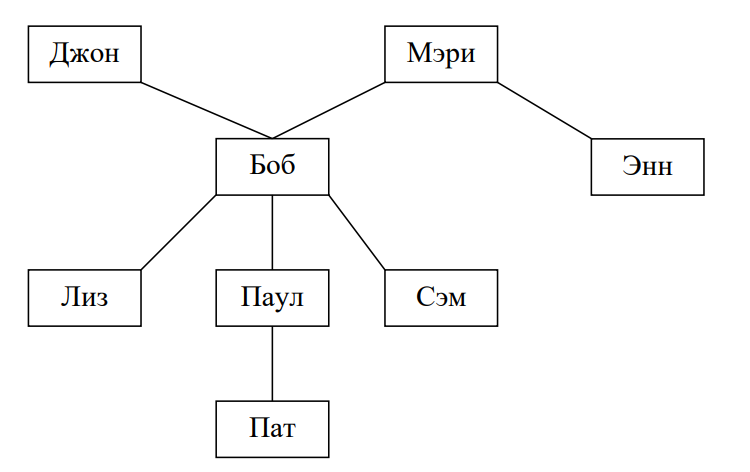 Джон
Мэри
Боб
Энн
Лиз
Паул
Сэм
Пат